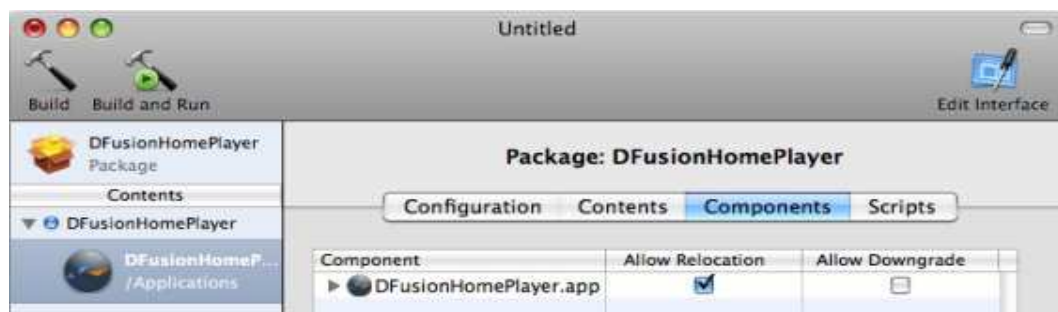 Untitled
Build Build and Run Edit Interface
DFusionHomePlayer
Package
Contents
DFusionHomePlayer
DFusionHomeP...
/Applications
Package: DFusionHomePlayer
Configuration Contents Components Scripts
Component Allow Relocation Allow Downgrade
DFusionHomePlayer.app